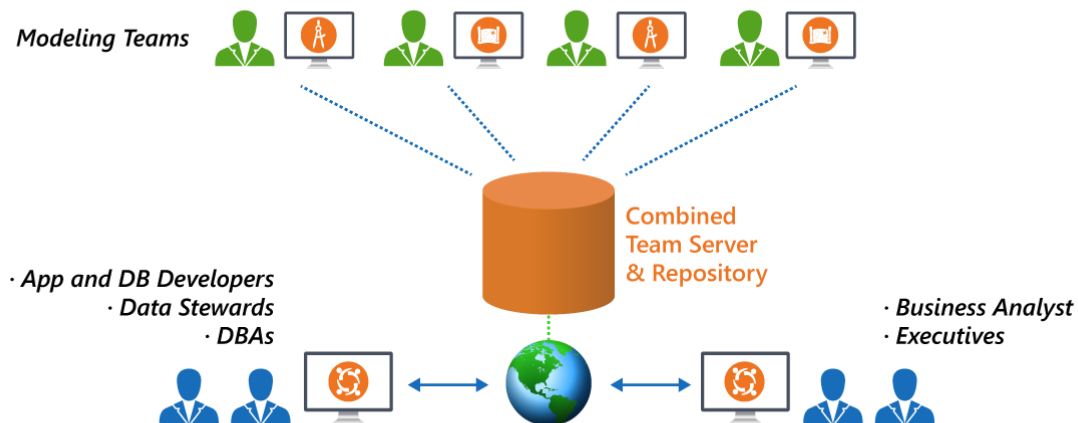 Modeling Teams
Combined
Team Server
& Repository
· App and DB Developers
· Data Stewards
· DBAs
· Business Analyst
· Executives